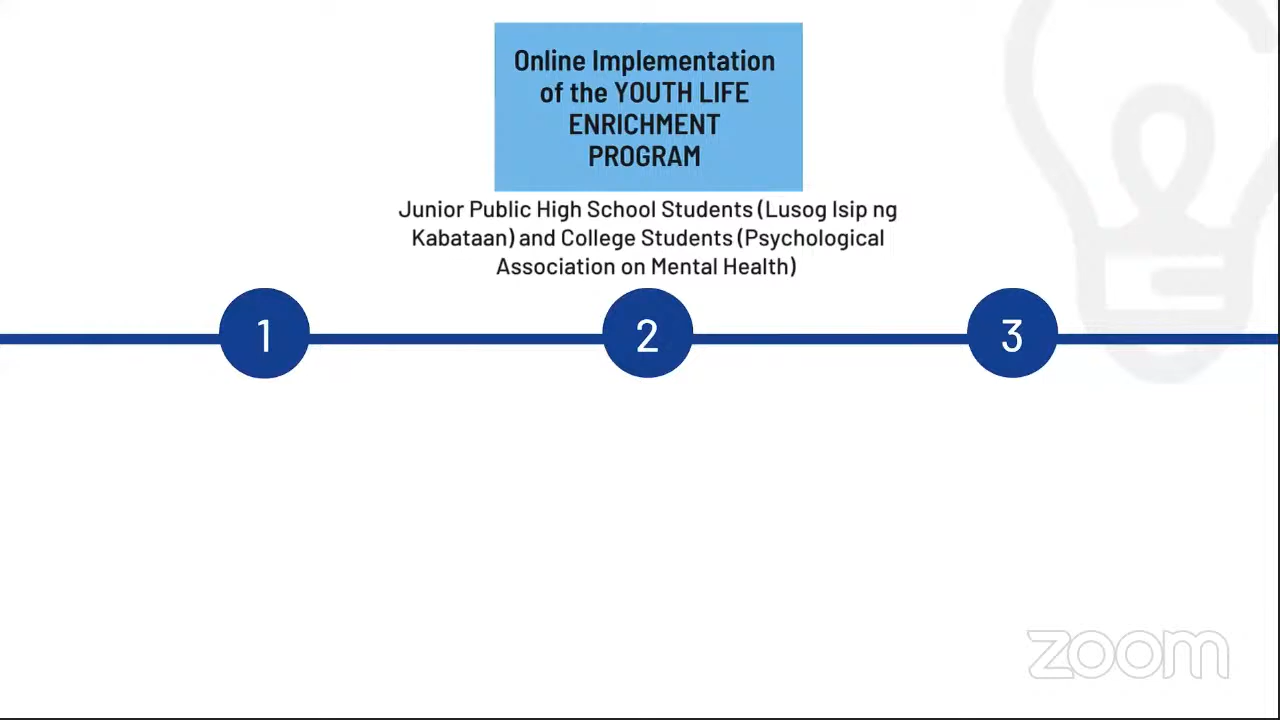 Online Implementation
of the YOUTH LIFE
ENRICHMENT
PROGRAM
Junior Public High School Students (Lusog Isip ng
Kabataan) and College Students (Psychological
Association on Mental Health)
1
2
3
zoom